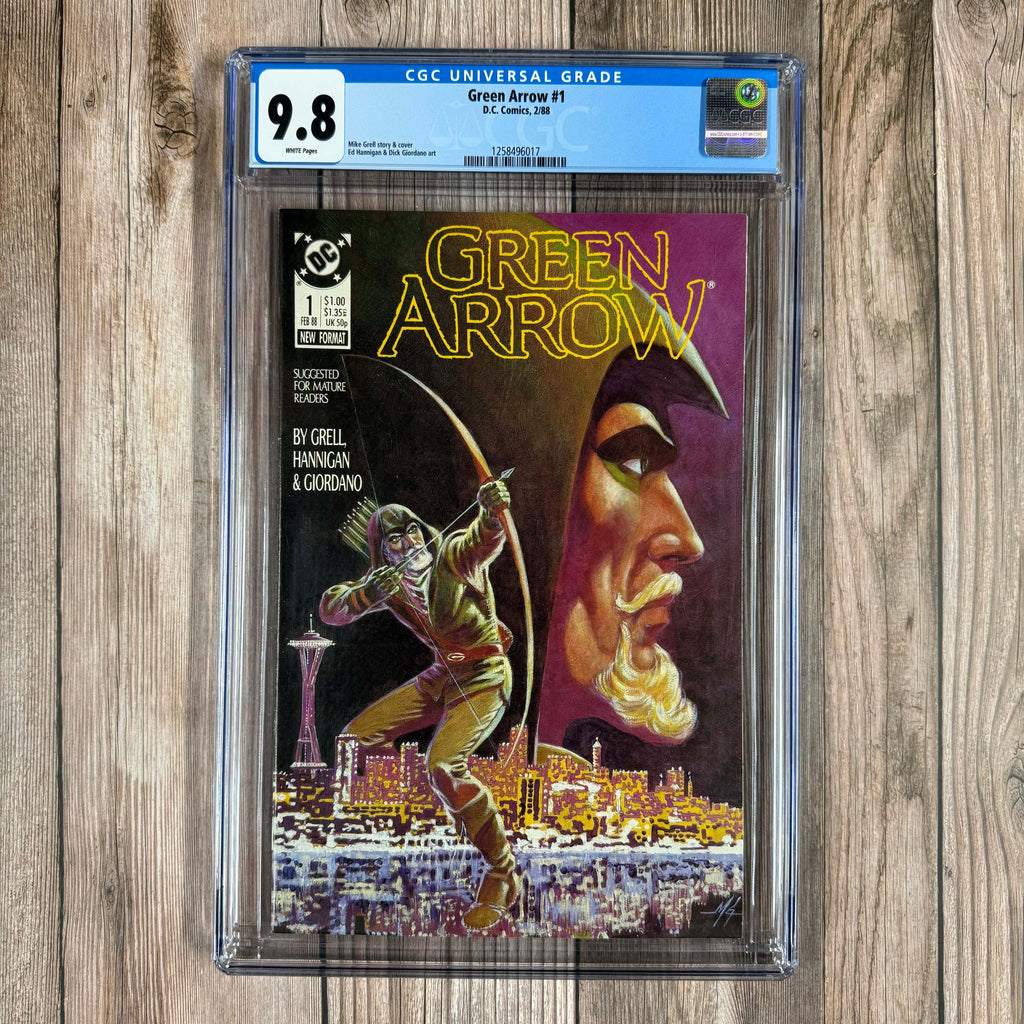 CGC UNIVERSAL GRADE
9.8
WHITE Pages
Green Arrow #1
D.C. Comics, 2/88
Mike Grell story & cover
Ed Hannigan & Dick Giordano art
1258496017
CGC
DC
®
1
FEB 88
$1.00
$1.35
UK 50p
NEW FORMAT
GREEN
ARROW®
SUGGESTED
FOR MATURE
READERS
BY GRELL,
HANNIGAN
& GIORDANO
G
MG